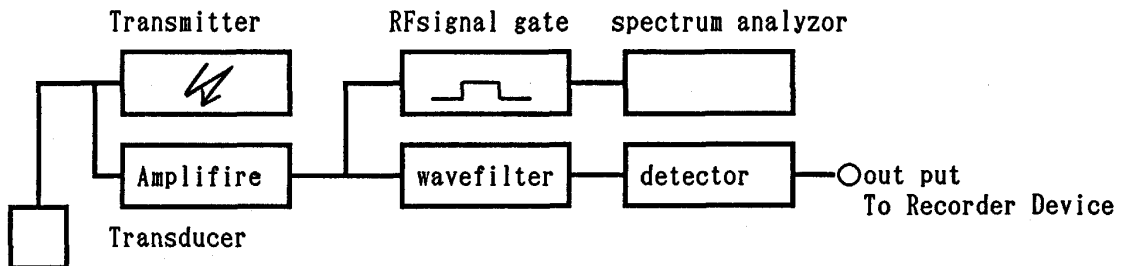 Transmitter
RFsignal gate
spectrum analyzor
Amplifire
wavefilter
detector
out put
To Recorder Device
Transducer